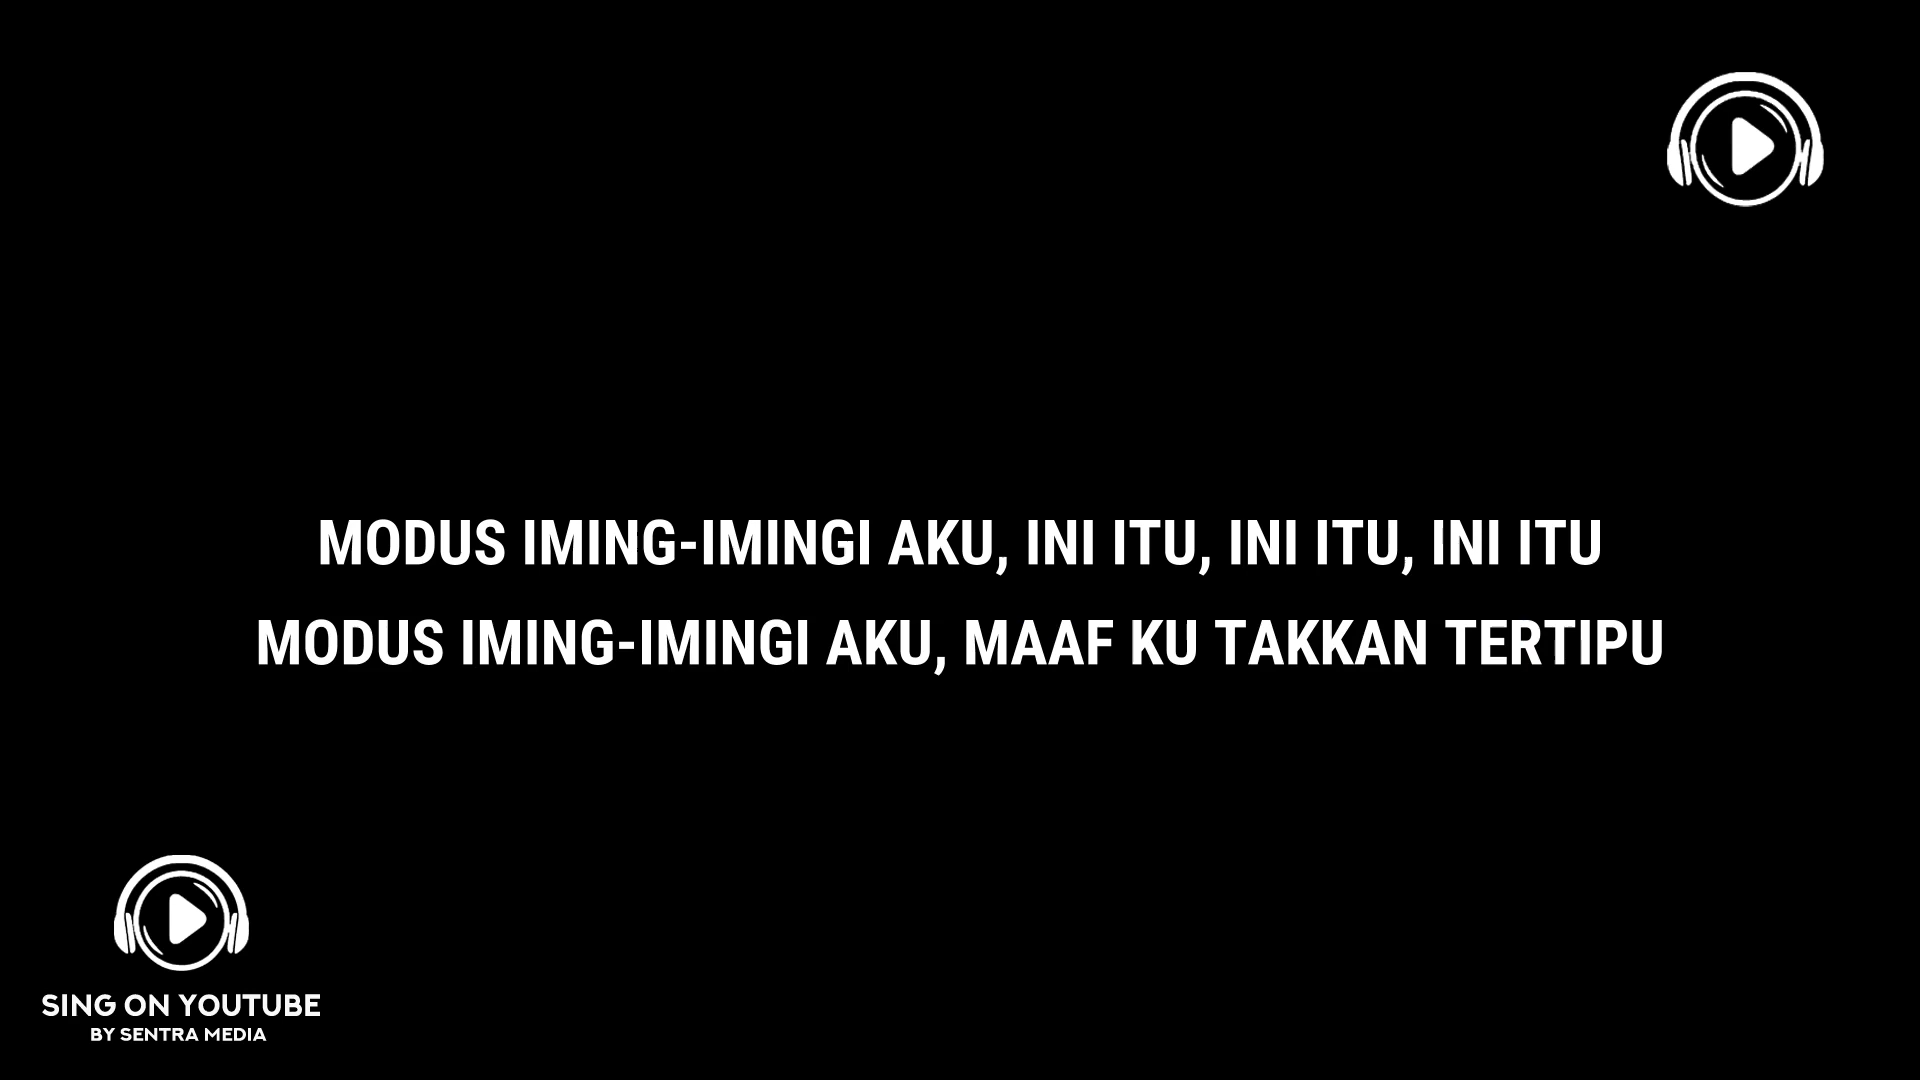 MODUS IMING-IMINGI AKU, INI ITU, INI ITU, INI ITU
MODUS IMING-IMINGI AKU, MAAF KU TAKKAN TERTIPU
SING ON YOUTUBE
BY SENTRA MEDIA